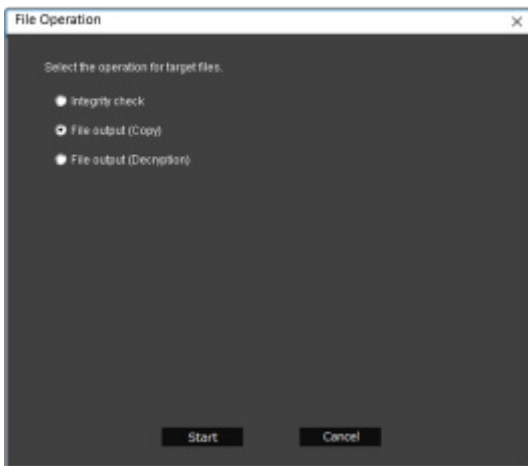 File Operation
Select the operation for target files.
Integrity check
File output (Copy)
File output (Decryption)
Start
Cancel